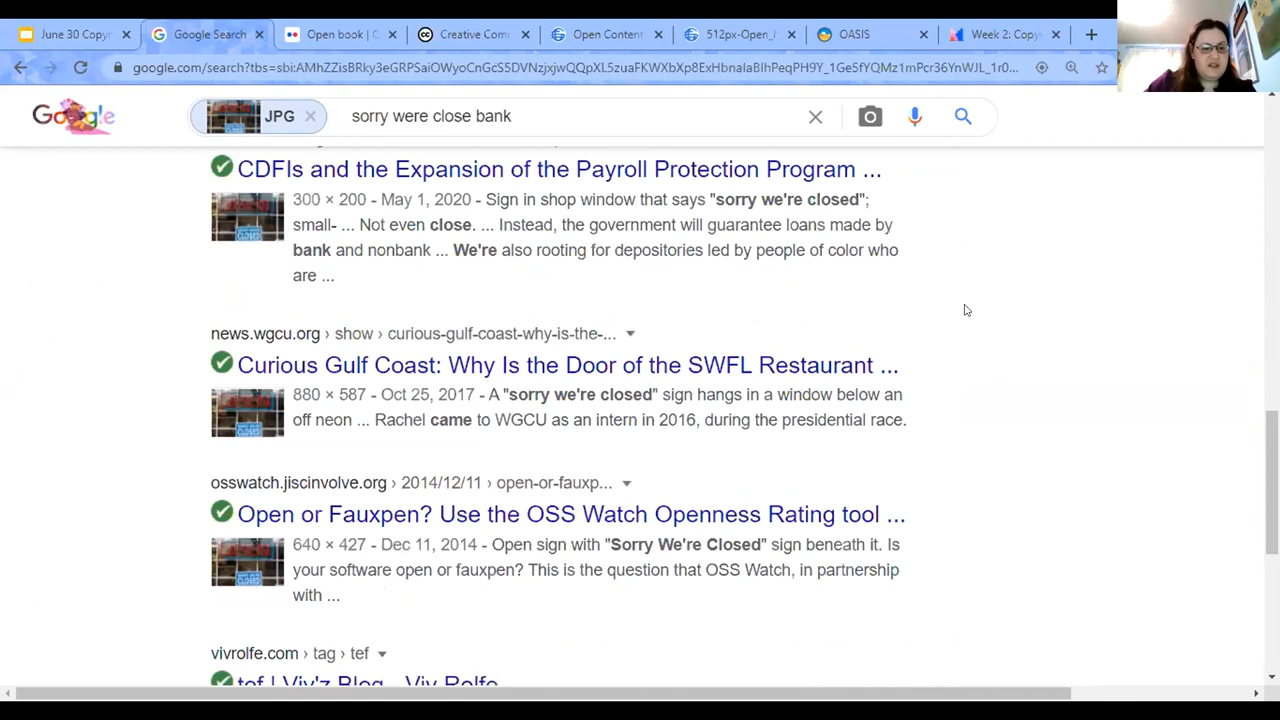 June 30 Copyr
Google Search
Open book | C
Creative Com
Open Content
512px-Open_
OASIS
Week 2: Copy
google.com/search?tbs=
Google
JPG
sorry were close bank
CDFIs and the Expansion of the Payroll Protection Program ...
300 × 200 - May 1, 2020 - Sign in shop window that says "sorry we're closed";
small- ... Not even close. ... Instead, the government will guarantee loans made by
bank and nonbank ... We're also rooting for depositories led by people of color who
are ...
news.wgcu.org › show › curious-gulf-coast-why-is-the-...
Curious Gulf Coast: Why Is the Door of the SWFL Restaurant ...
880 × 587 - Oct 25, 2017 - A "sorry we're closed" sign hangs in a window below an
off neon ... Rachel came to WGCU as an intern in 2016, during the presidential race.
osswatch.jiscinvolve.org › 2014/12/11 › open-or-fauxp...
Open or Fauxpen? Use the OSS Watch Openness Rating tool ...
640 × 427 - Dec 11, 2014 - Open sign with "Sorry We're Closed" sign beneath it. Is
your software open or fauxpen? This is the question that OSS Watch, in partnership
with ...
vivrolfe.com › tag › tef
tef | Viv'z Blog - Viv Rolfe